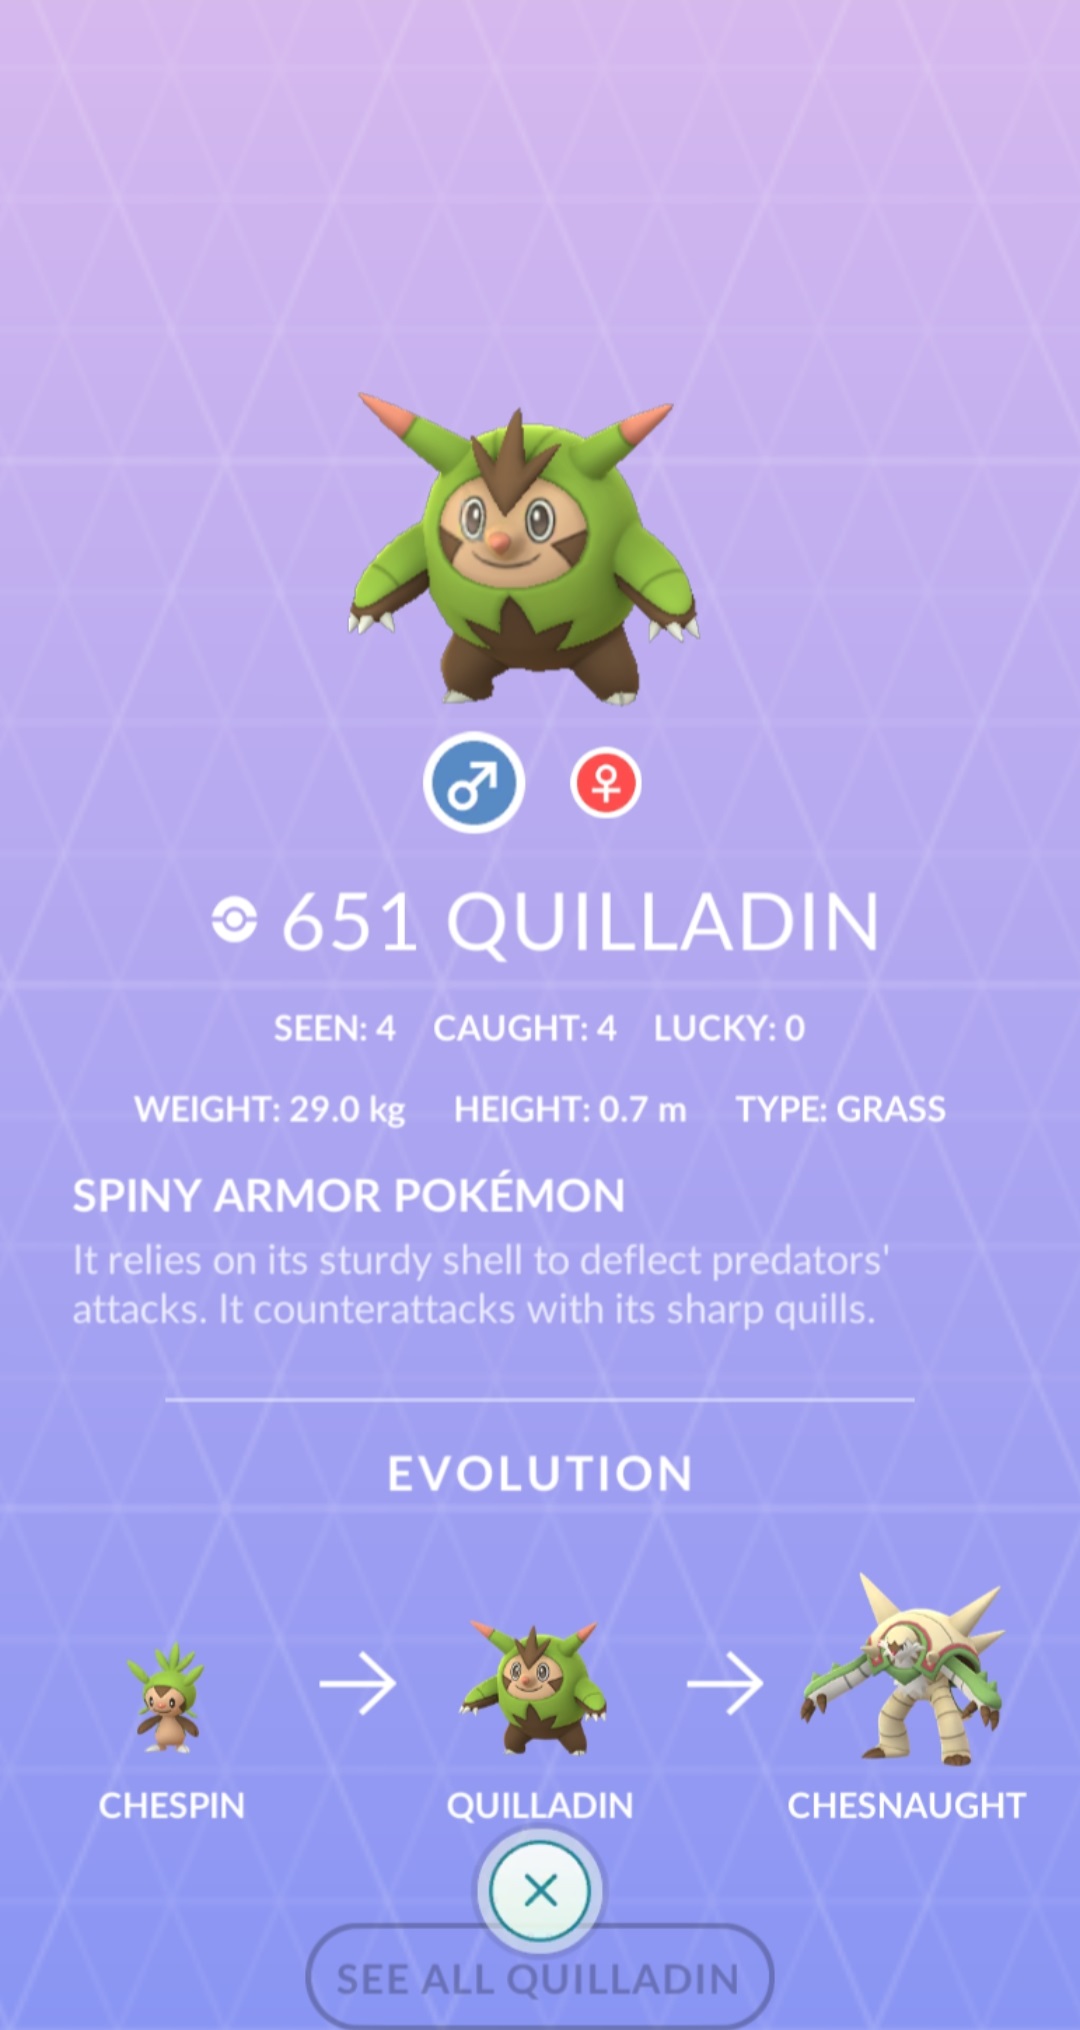 651 QUILLADIN
SEEN: 4 CAUGHT: 4 LUCKY: 0
WEIGHT: 29.0 kg HEIGHT: 0.7 m TYPE: GRASS
SPINY ARMOR POKÉMON
It relies on its sturdy shell to deflect predators'
attacks. It counterattacks with its sharp quills.
EVOLUTION
CHESPIN QUILLADIN CHESNAUGHT
SEE ALL QUILLADIN